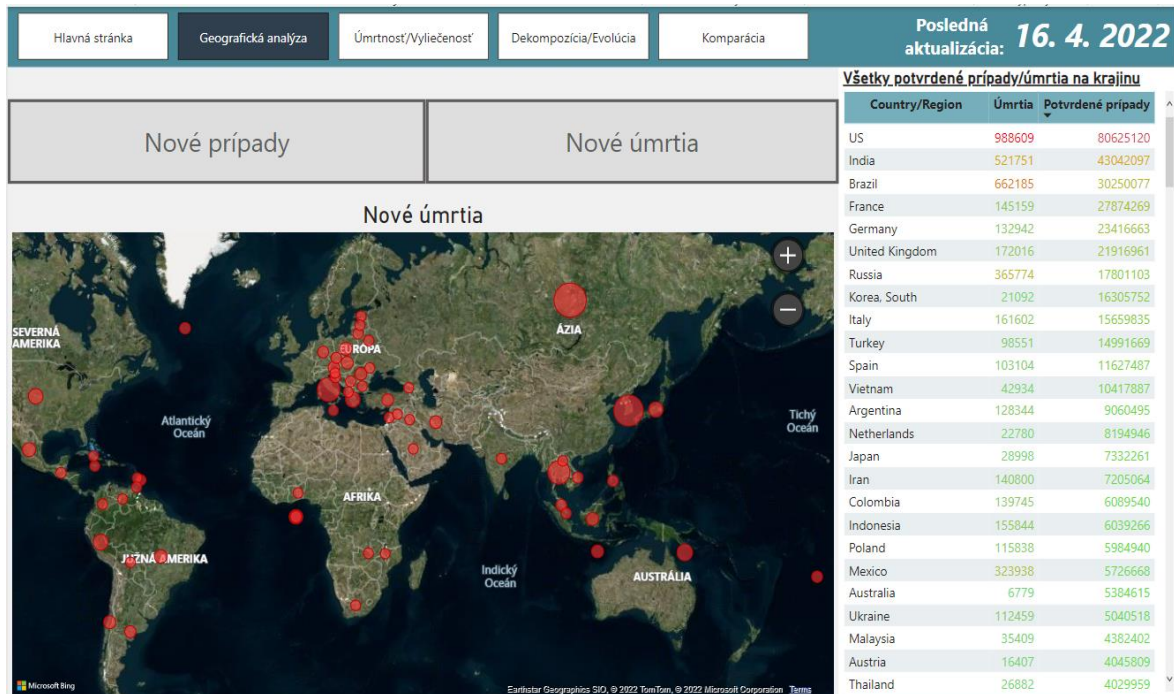 Hlavná stránka
Geografická analýza
Úmrtnosť/Vyliečenosť
Dekompozícia/Evolúcia
Komparácia
Posledná
aktualizácia:
16. 4. 2022
Nové prípady
Nové úmrtia
Nové úmrtia
SEVERNÁ
AMERIKA
EURÓPA
ÁZIA
Atlantický
Oceán
Tichý
Oceán
AFRIKA
JUŽNÁ AMERIKA
Indický
Oceán
AUSTRÁLIA
Microsoft Bing
Earthstar Geographics SIO, © 2022 TomTom, © 2022 Microsoft Corporation Terms
Všetky potvrdené prípady/úmrtia na krajinu
Country/Region Úmrtia Potvrdené prípady
US 988609 80625120
India 521751 43042097
Brazil 662185 30250077
France 145159 27874269
Germany 132942 23416663
United Kingdom 172016 21916961
Russia 365774 17801103
Korea, South 21092 16305752
Italy 161602 15659835
Turkey 98551 14991669
Spain 103104 11627487
Vietnam 42934 10417887
Argentina 128344 9060495
Netherlands 22780 8194946
Japan 28998 7332261
Iran 140800 7205064
Colombia 139745 6089540
Indonesia 155844 6039266
Poland 115838 5984940
Mexico 323938 5726668
Australia 6779 5384615
Ukraine 112459 5040518
Malaysia 35409 4382402
Austria 16407 4045809
Thailand 26882 4029959